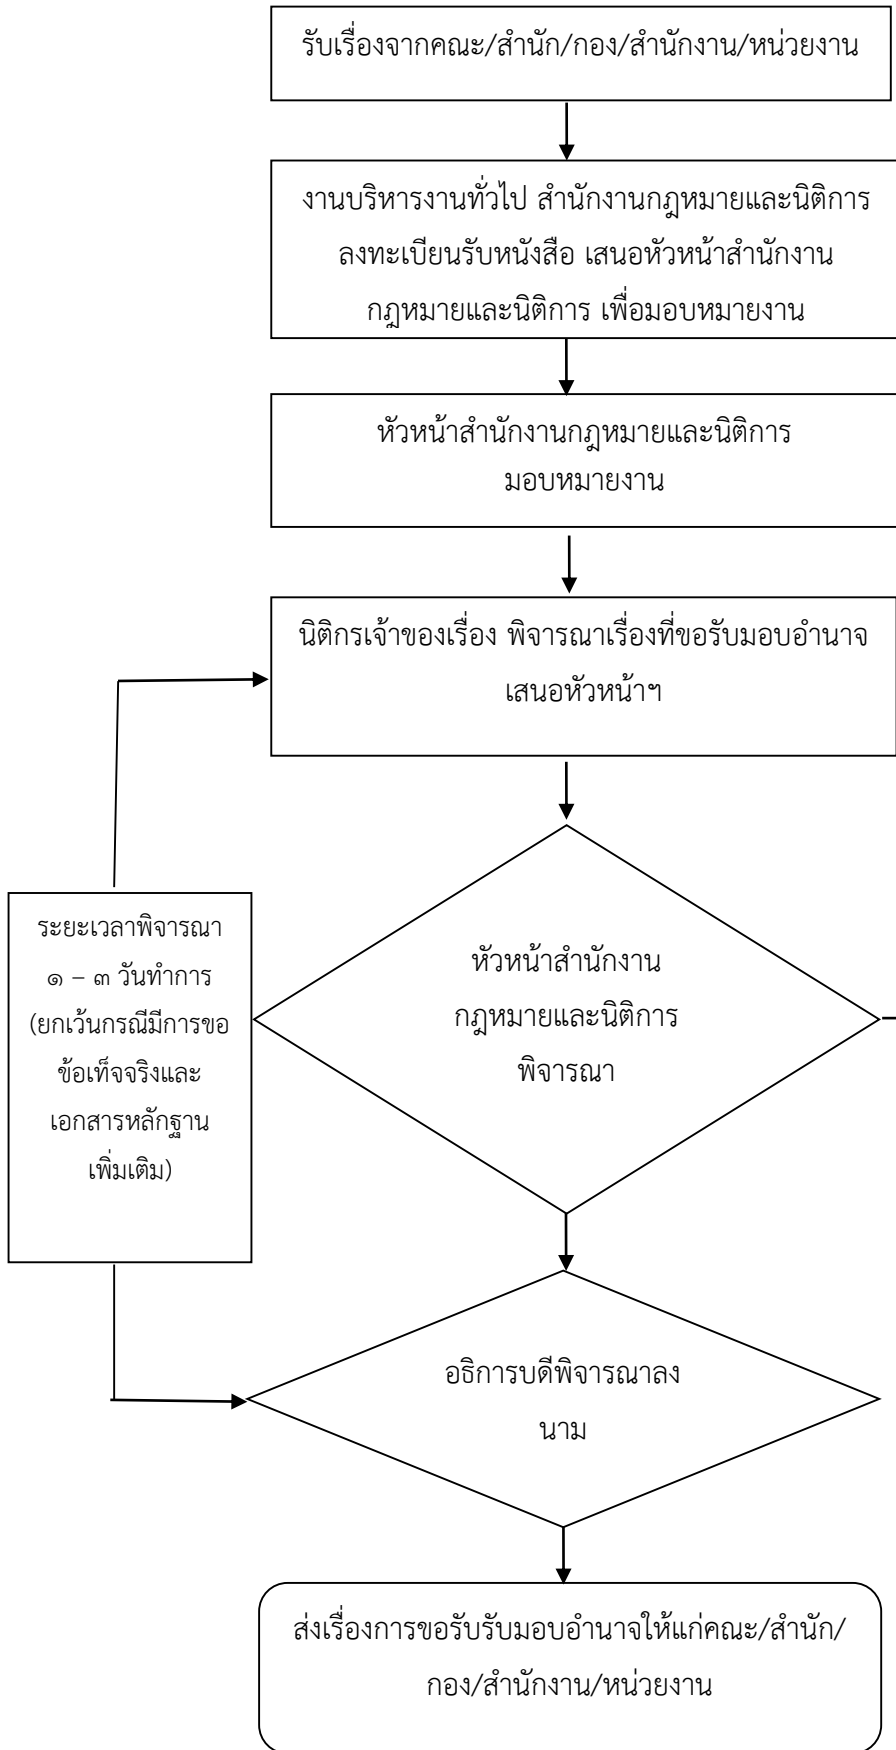 รับเรื่องจากคณะ/สำนัก/กอง/สำนักงาน/หน่วยงาน
งานบริหารงานทั่วไป สำนักงานกฎหมายและนิติการ
ลงทะเบียนรับหนังสือ เสนอหัวหน้าสำนักงาน
กฎหมายและนิติการ เพื่อมอบหมายงาน
หัวหน้าสำนักงานกฎหมายและนิติการ
มอบหมายงาน
นิติกรเจ้าของเรื่อง พิจารณาเรื่องที่ขอรับมอบอำนาจ
เสนอหัวหน้าฯ
ระยะเวลาพิจารณา
๑ – ๓ วันทำการ
(ยกเว้นกรณีมีการขอ
ข้อเท็จจริงและ
เอกสารหลักฐาน
เพิ่มเติม)
หัวหน้าสำนักงาน
กฎหมายและนิติการ
พิจารณา
อธิการบดีพิจารณาลง
นาม
ส่งเรื่องการขอรับรับมอบอำนาจให้แก่คณะ/สำนัก/
กอง/สำนักงาน/หน่วยงาน